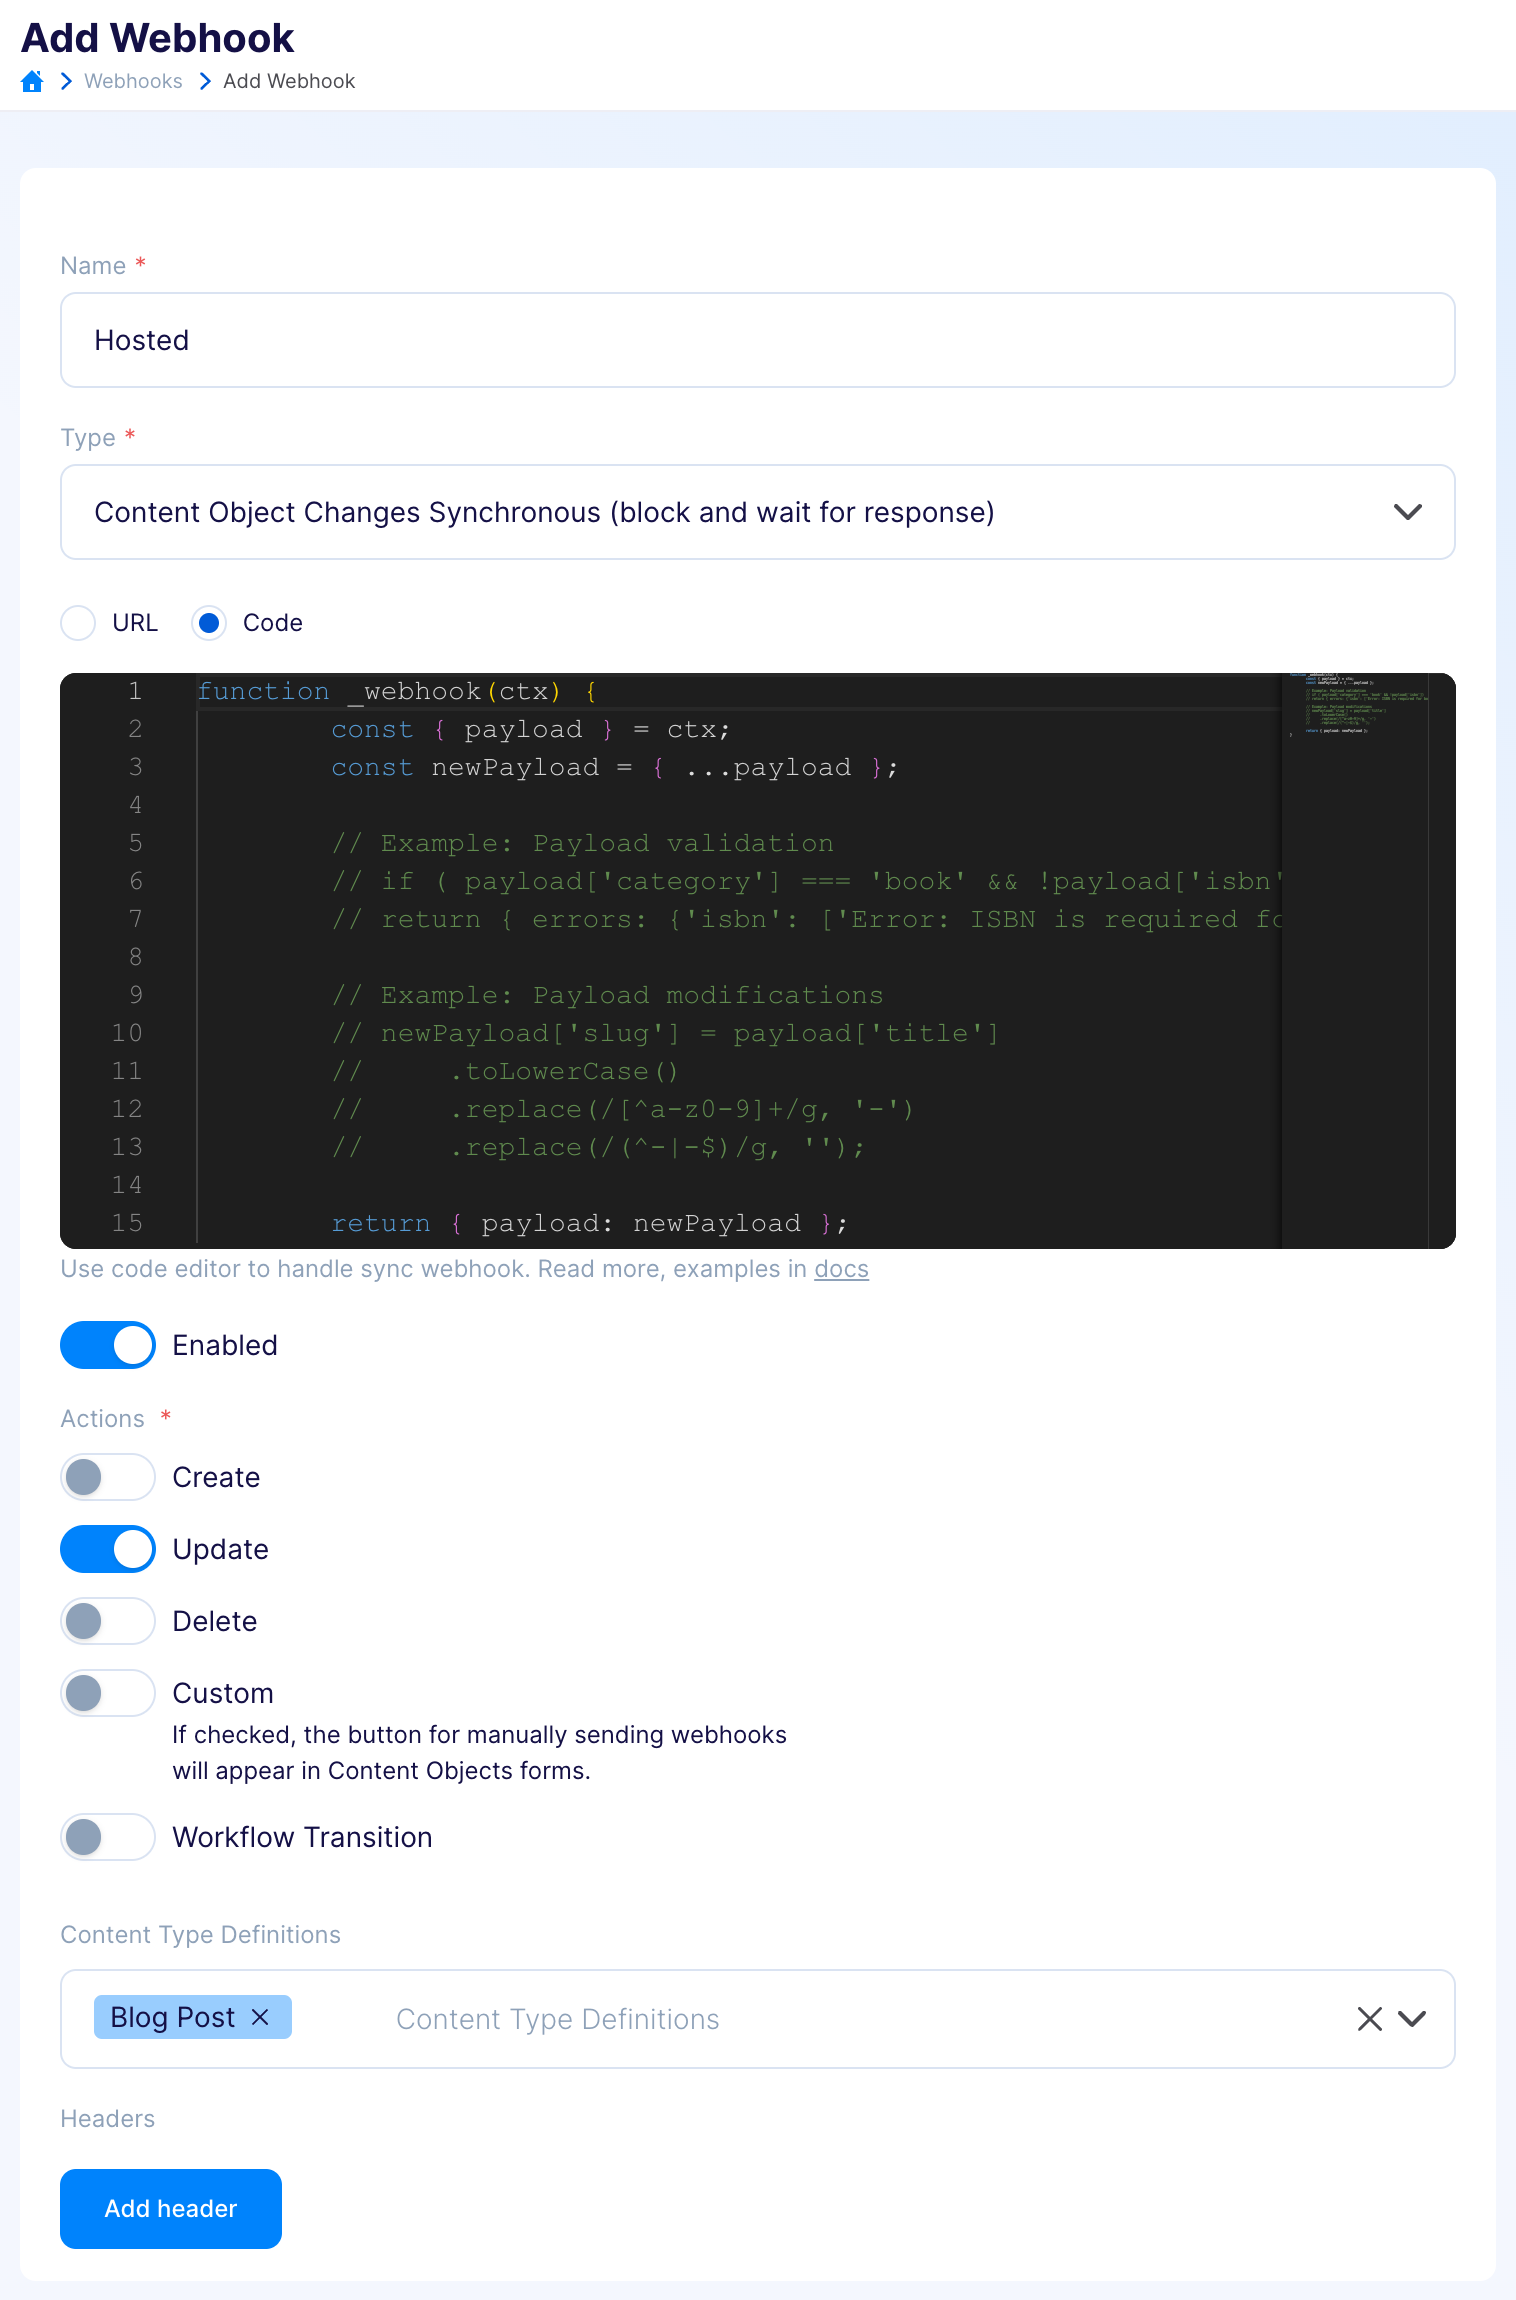 Add Webhook
Webhooks Add Webhook
Name *
Hosted
Type *
Content Object Changes Synchronous (block and wait for response)
URL Code
1 function _webhook(ctx) {
2 const { payload } = ctx;
3 const newPayload = { ...payload };
4
5 // Example: Payload validation
6 // if ( payload['category'] === 'book' && !payload['isbn'
7 // return { errors: {'isbn': ['Error: ISBN is required fo
8
9 // Example: Payload modifications
10 // newPayload['slug'] = payload['title']
11 // .toLowerCase()
12 // .replace(/[^a-z0-9]+/g, '-')
13 // .replace(/(^-|-$)/g, '');
14
15 return { payload: newPayload };
Use code editor to handle sync webhook. Read more, examples in docs
Enabled
Actions *
Create
Update
Delete
Custom
If checked, the button for manually sending webhooks
will appear in Content Objects forms.
Workflow Transition
Content Type Definitions
Blog Post Content Type Definitions
Headers
Add header